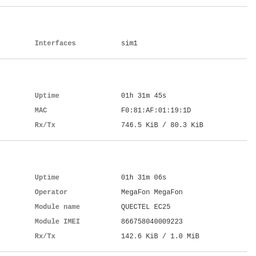 Interfaces sim1
Uptime 01h 31m 45s
MAC F0:81:AF:01:19:1D
Rx/Tx 746.5 KiB / 80.3 KiB
Uptime 01h 31m 06s
Operator MegaFon MegaFon
Module name QUECTEL EC25
Module IMEI 866758040009223
Rx/Tx 142.6 KiB / 1.0 MiB